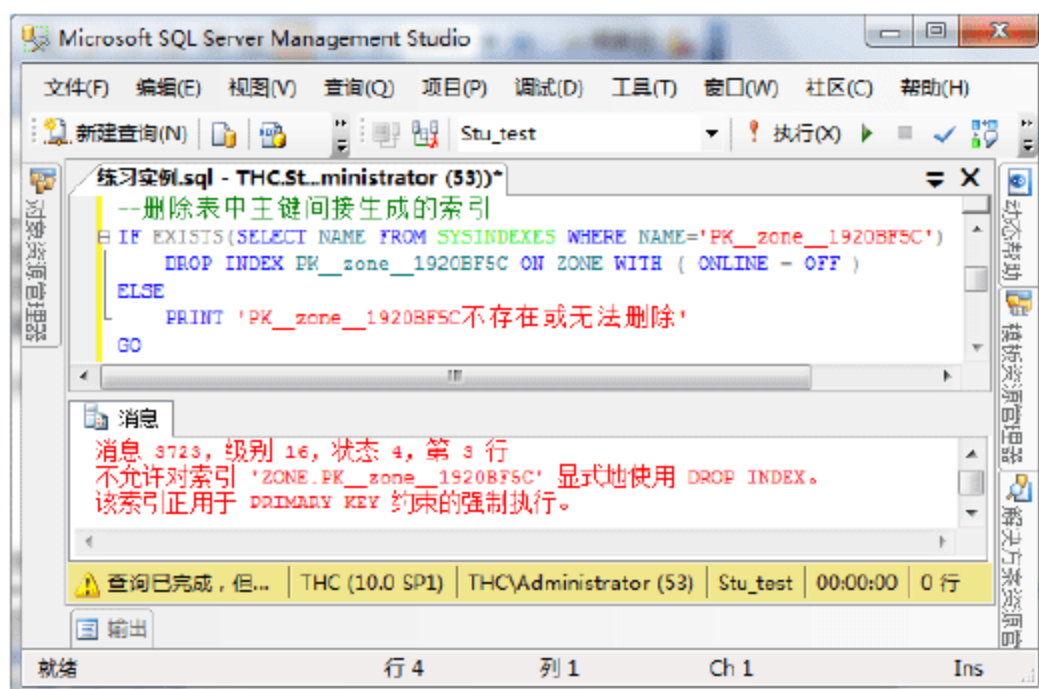 Microsoft SQL Server Management Studio
文件(F) 编辑(E) 视图(V) 查询(Q) 项目(P) 调试(D) 工具(T) 窗口(W) 社区(C) 帮助(H)
新建查询(N) Stu_test 执行(X)
对象资源管理器
练习实例.sql - THC.St...ministrator (53))*
--删除表中主键间接生成的索引
IF EXISTS(SELECT NAME FROM SYSINDEXES WHERE NAME='PK__zone__1920BF5C')
DROP INDEX PK__zone__1920BF5C ON ZONE WITH ( ONLINE = OFF )
ELSE
PRINT 'PK__zone__1920BF5C不存在或无法删除'
GO
消息
消息 3723，级别 16，状态 4，第 3 行
不允许对索引 'ZONE.PK__zone__1920BF5C' 显式地使用 DROP INDEX。
该索引正用于 PRIMARY KEY 约束的强制执行。
查询已完成，但... THC (10.0 SP1) THC\Administrator (53) Stu_test 00:00:00 0 行
输出
动态帮助
模板资源管理器
解决方案资源管
就绪 行 4 列 1 Ch 1 Ins